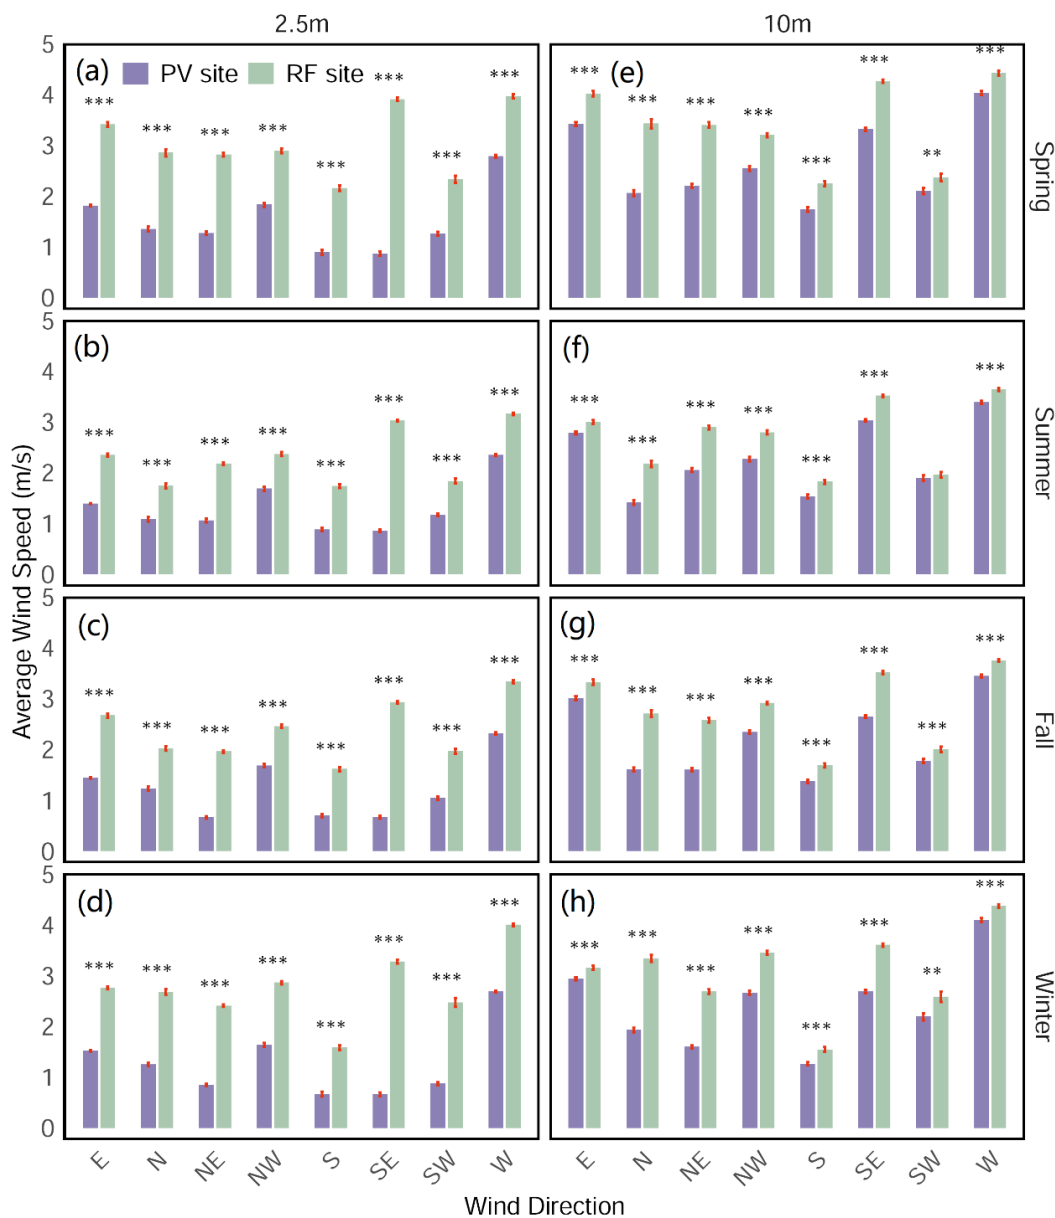 2.5m 10m
(a) PV site RF site
5
4
3
2
1
0
*** *** *** *** *** *** *** ***
(e)
*** *** *** *** *** *** ** ***
Spring
(b)
5
4
3
2
1
0
*** *** *** *** *** *** *** ***
(f)
*** *** *** *** *** *** ***
Summer
(c)
5
4
3
2
1
0
*** *** *** *** *** *** *** ***
(g)
*** *** *** *** *** *** *** ***
Fall
(d)
4
3
2
1
0
*** *** *** *** *** *** *** ***
(h)
*** *** *** *** *** *** ** ***
Winter
Average Wind Speed (m/s)
E N NE NW S SE SW W
E N NE NW S SE SW W
Wind Direction